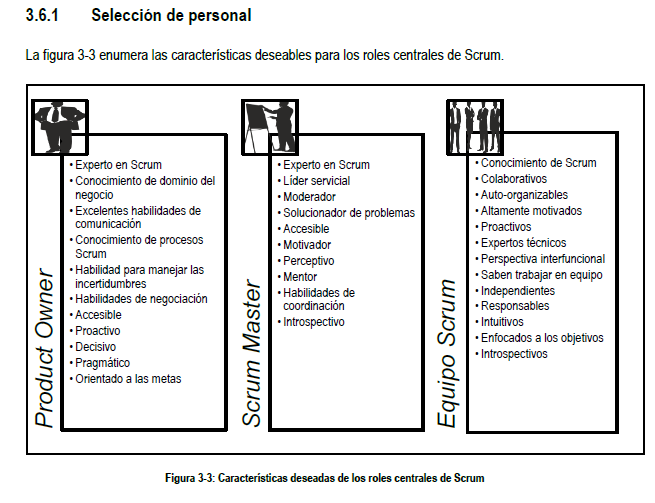 3.6.1 Selección de personal
La figura 3-3 enumera las características deseables para los roles centrales de Scrum.
Product Owner
• Experto en Scrum
• Conocimiento de dominio del
negocio
• Excelentes habilidades de
comunicación
• Conocimiento de procesos
Scrum
• Habilidad para manejar las
incertidumbres
• Habilidades de negociación
• Accesible
• Proactivo
• Decisivo
• Pragmático
• Orientado a las metas
Scrum Master
• Experto en Scrum
• Líder servicial
• Moderador
• Solucionador de problemas
• Accesible
• Motivador
• Perceptivo
• Mentor
• Habilidades de
coordinación
• Introspectivo
Equipo Scrum
• Conocimiento de Scrum
• Colaborativos
• Auto-organizables
• Altamente motivados
• Proactivos
• Expertos técnicos
• Perspectiva interfuncional
• Saben trabajar en equipo
• Independientes
• Responsables
• Intuitivos
• Enfocados a los objetivos
• Introspectivos
Figura 3-3: Características deseadas de los roles centrales de Scrum